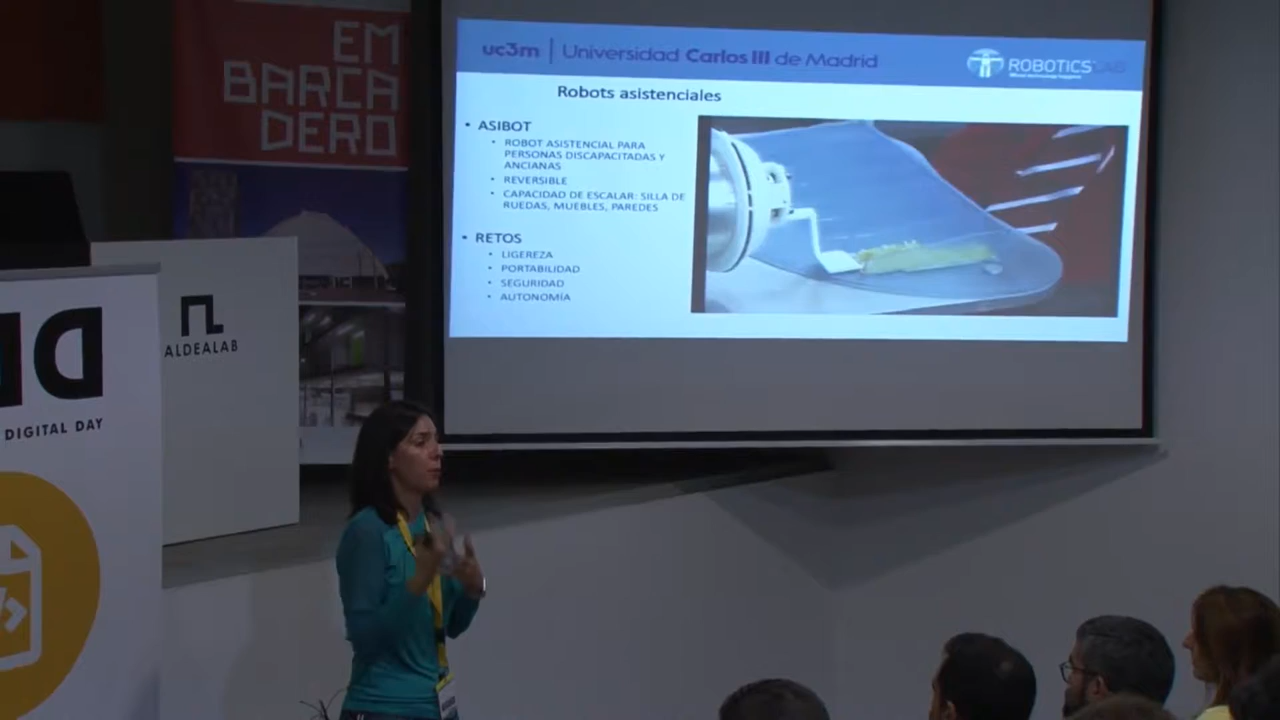 EM
BARCA
DERO
uc3m | Universidad Carlos III de Madrid
ROBOTICSLAB
Robots asistenciales
• ASIBOT
• ROBOT ASISTENCIAL PARA
PERSONAS DISCAPACITADAS Y
ANCIANAS
• REVERSIBLE
• CAPACIDAD DE ESCALAR: SILLA DE
RUEDAS, MUEBLES, PAREDES
• RETOS
• LIGEREZA
• PORTABILIDAD
• SEGURIDAD
• AUTONOMÍA
ALDEALAB
DIGITAL DAY